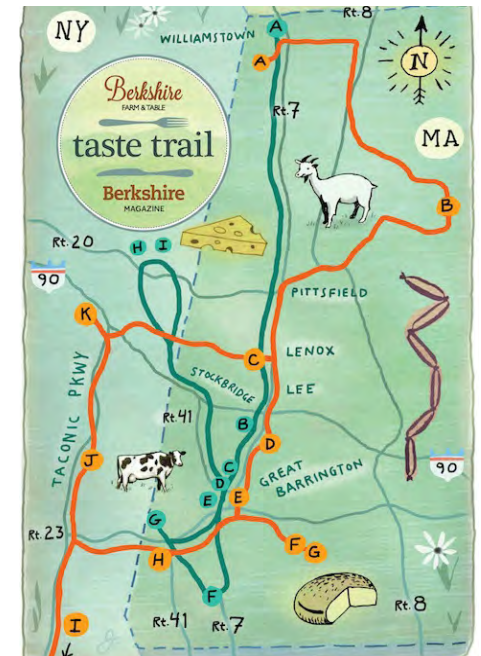 NY
Rt. 8
WILLIAMSTOWN
A
A
N
Berkshire
FARM & TABLE
taste trail
Berkshire
MAGAZINE
Rt. 7
MA
B
Rt. 20
H I
90
PITTSFIELD
K
C
LENOX
STOCKBRIDGE
LEE
TACONIC PKWY
Rt. 41
B
D
J
C
D
E
GREAT
BARRINGTON
90
E
G
Rt. 23
H
F G
F
I
Rt. 41
Rt. 7
Rt. 8